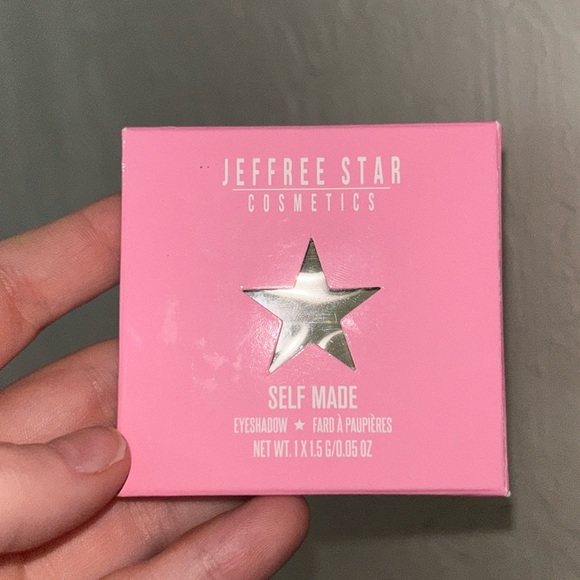 JEFFREE STAR
COSMETICS
SELF MADE
EYESHADOW ★ FARD À PAUPIÈRES
NET WT. 1 X 1.5 G/0.05 OZ